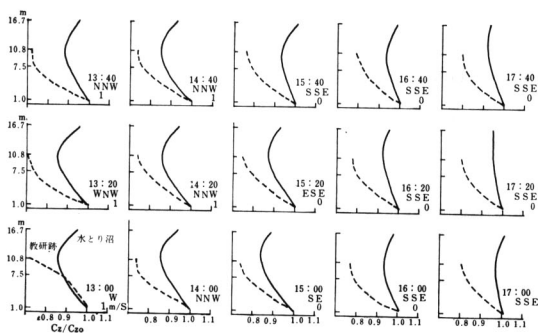 m
16.7
10.8
7.5
1.0
13:40
NNW
1
14:40
NNW
1
15:40
SSE
0
16:40
SSE
0
17:40
SSE
0
m
16.7
10.8
7.5
1.0
13:20
WNW
1
14:20
NNW
1
15:20
ESE
0
16:20
SSE
0
17:20
SSE
0
m
16.7
10.8
7.5
1.0
教研跡
水とり沼
13:00
W
1 m/S
14:00
NNW
15:00
SE
0
16:00
SSE
0
17:00
SSE
0.8 0.9 1.0 1.1
0.8 0.9 1.0 1.1
0.8 0.9 1.0 1.1
0.8 0.9 1.0 1.1
0.8 0.9 1.0 1.1
Cz/Czo